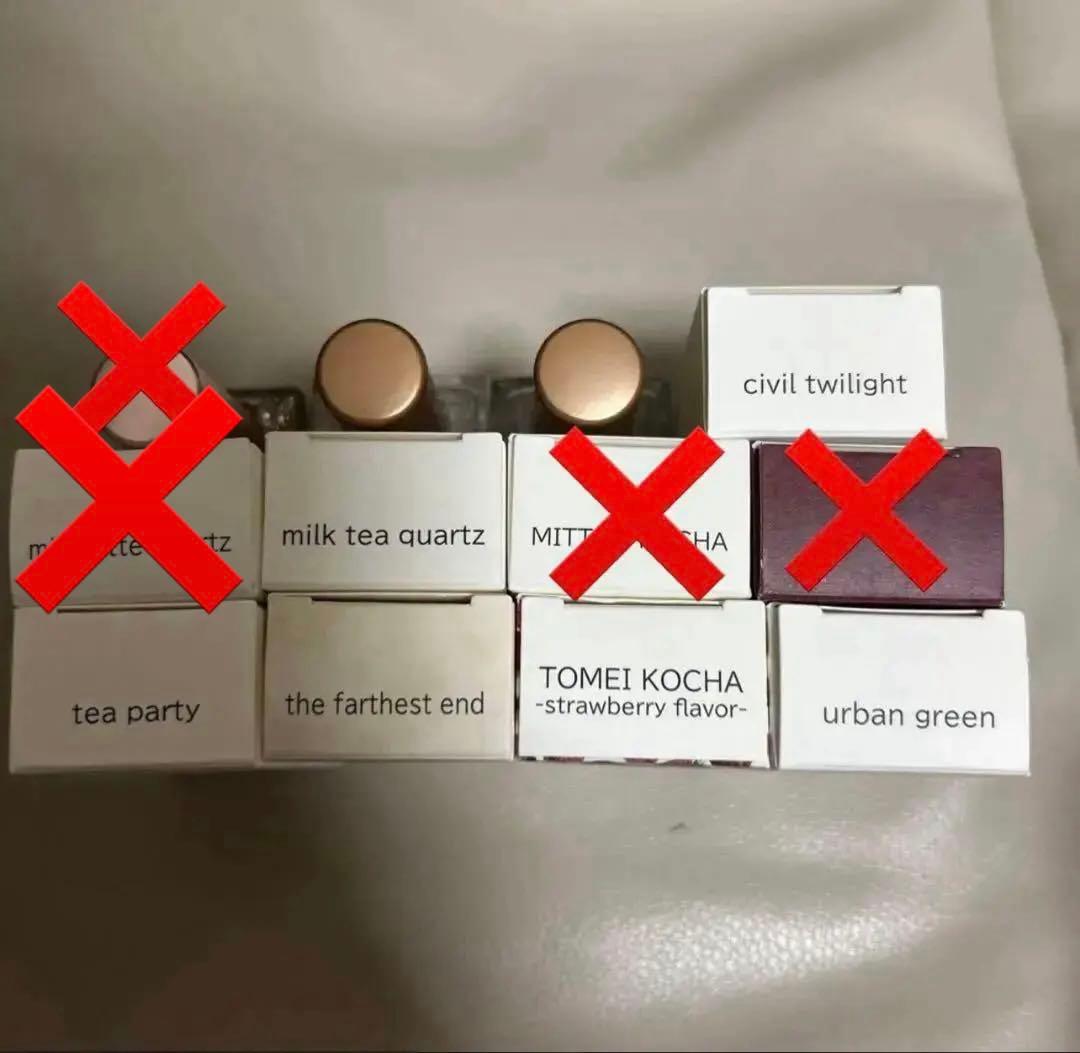 civil twilight
milk tea quartz
tea party
the farthest end
TOMEI KOCHA
-strawberry flavor-
urban green